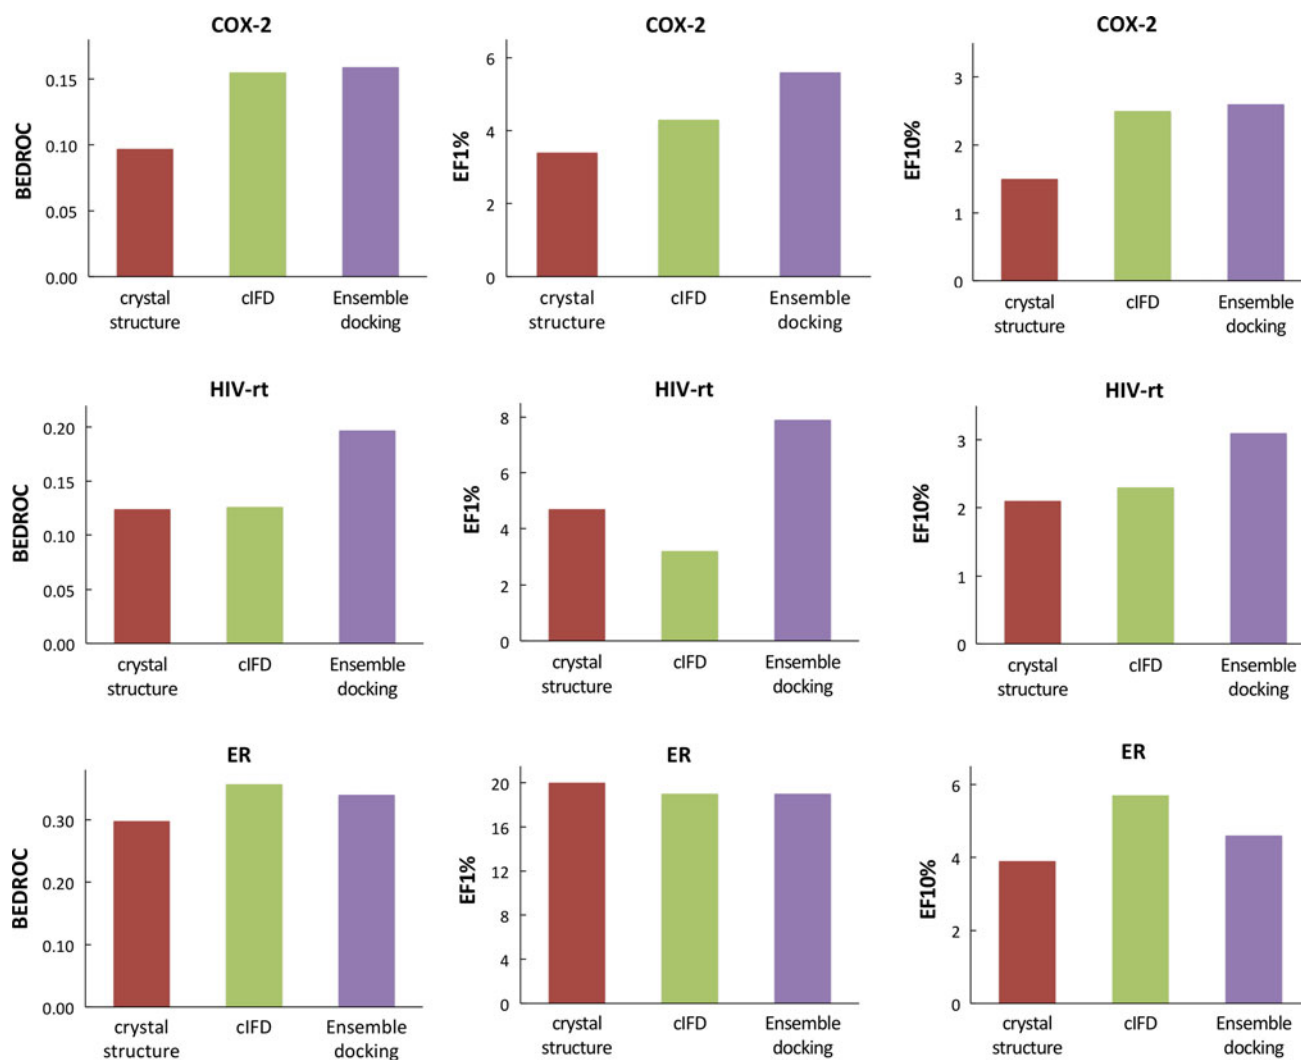 COX-2
COX-2
COX-2
BEDROC
0.15
0.10
0.05
0.00
crystal structure
cIFD
Ensemble docking
EF1%
6
4
2
0
crystal structure
cIFD
Ensemble docking
EF10%
3
2
1
0
crystal structure
cIFD
Ensemble docking
HIV-rt
HIV-rt
HIV-rt
BEDROC
0.20
0.15
0.10
0.05
0.00
crystal structure
cIFD
Ensemble docking
EF1%
8
6
4
2
0
crystal structure
cIFD
Ensemble docking
EF10%
3
2
1
0
crystal structure
cIFD
Ensemble docking
ER
ER
ER
BEDROC
0.30
0.20
0.10
0.00
crystal structure
cIFD
Ensemble docking
EF1%
20
16
12
8
4
0
crystal structure
cIFD
Ensemble docking
EF10%
6
4
2
0
crystal structure
cIFD
Ensemble docking